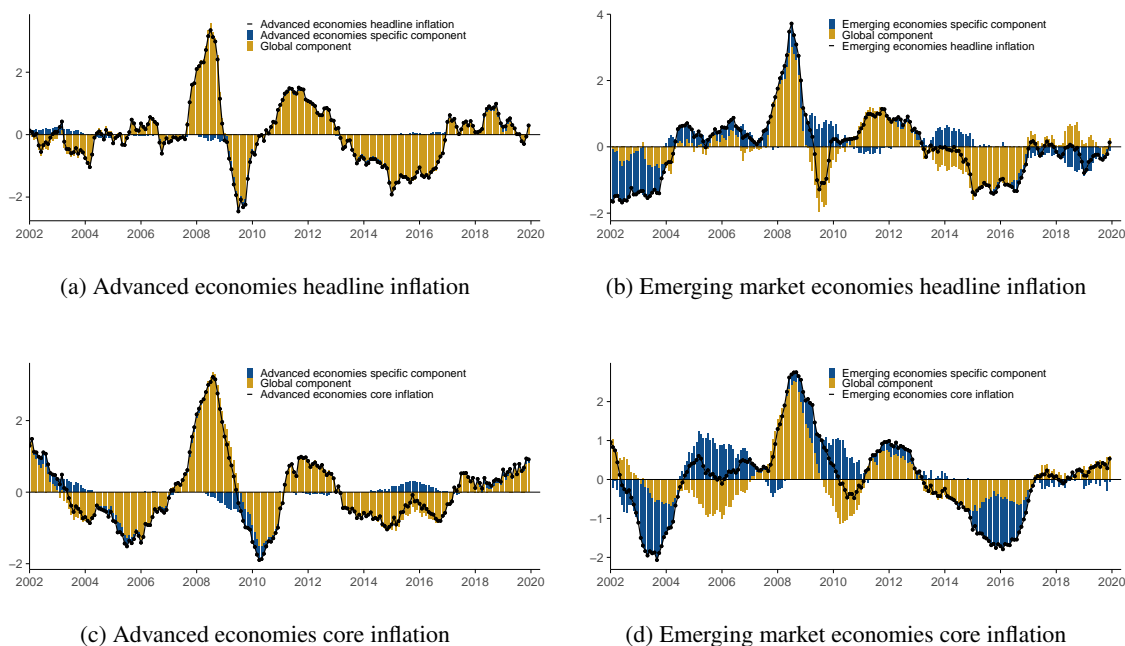 Advanced economies headline inflation
Advanced economies specific component
Global component
2
0
−2
2002 2004 2006 2008 2010 2012 2014 2016 2018 2020
(a) Advanced economies headline inflation
Emerging economies specific component
Global component
Emerging economies headline inflation
4
2
0
−2
2002 2004 2006 2008 2010 2012 2014 2016 2018 2020
(b) Emerging market economies headline inflation
Advanced economies specific component
Global component
Advanced economies core inflation
2
0
−2
2002 2004 2006 2008 2010 2012 2014 2016 2018 2020
(c) Advanced economies core inflation
Emerging economies specific component
Global component
Emerging economies core inflation
2
1
0
−1
−2
2002 2004 2006 2008 2010 2012 2014 2016 2018 2020
(d) Emerging market economies core inflation